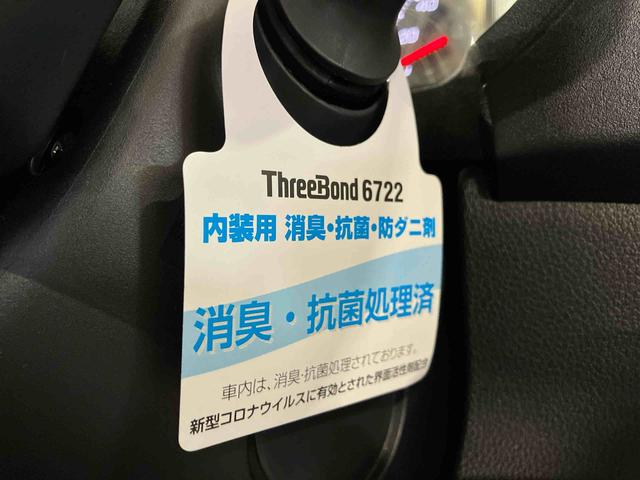 ThreeBond 6722
内装用 消臭・抗菌・防ダニ剤
消臭・抗菌処理済
車内は、消臭・抗菌処理されております。
新型コロナウイルスに有効とされた界面活性剤配合